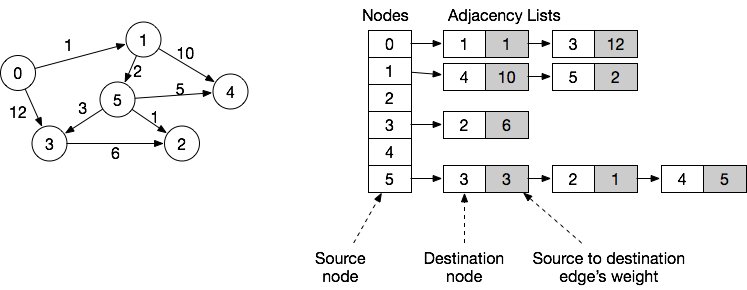 Nodes Adjacency Lists
0
1
2
3
4
5
1 1 3 12
4 10 5 2
2 6
3 3 2 1 4 5
0
1
5
4
3
2
1
10
2
5
12
3
1
6
Source
node
Destination
node
Source to destination
edge's weight